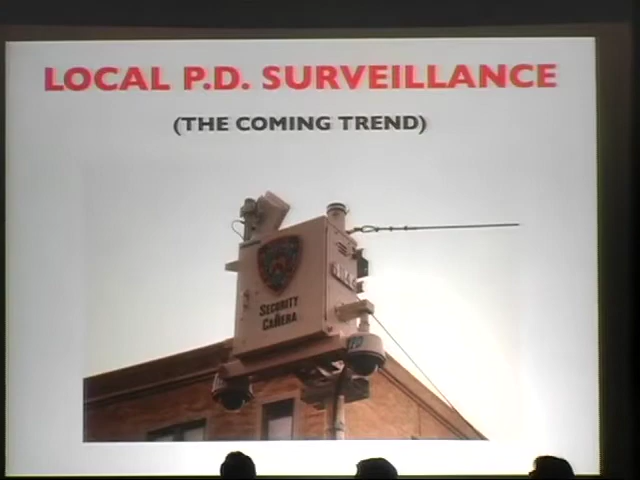 LOCAL P.D. SURVEILLANCE
(THE COMING TREND)
SECURITY
CAMERA